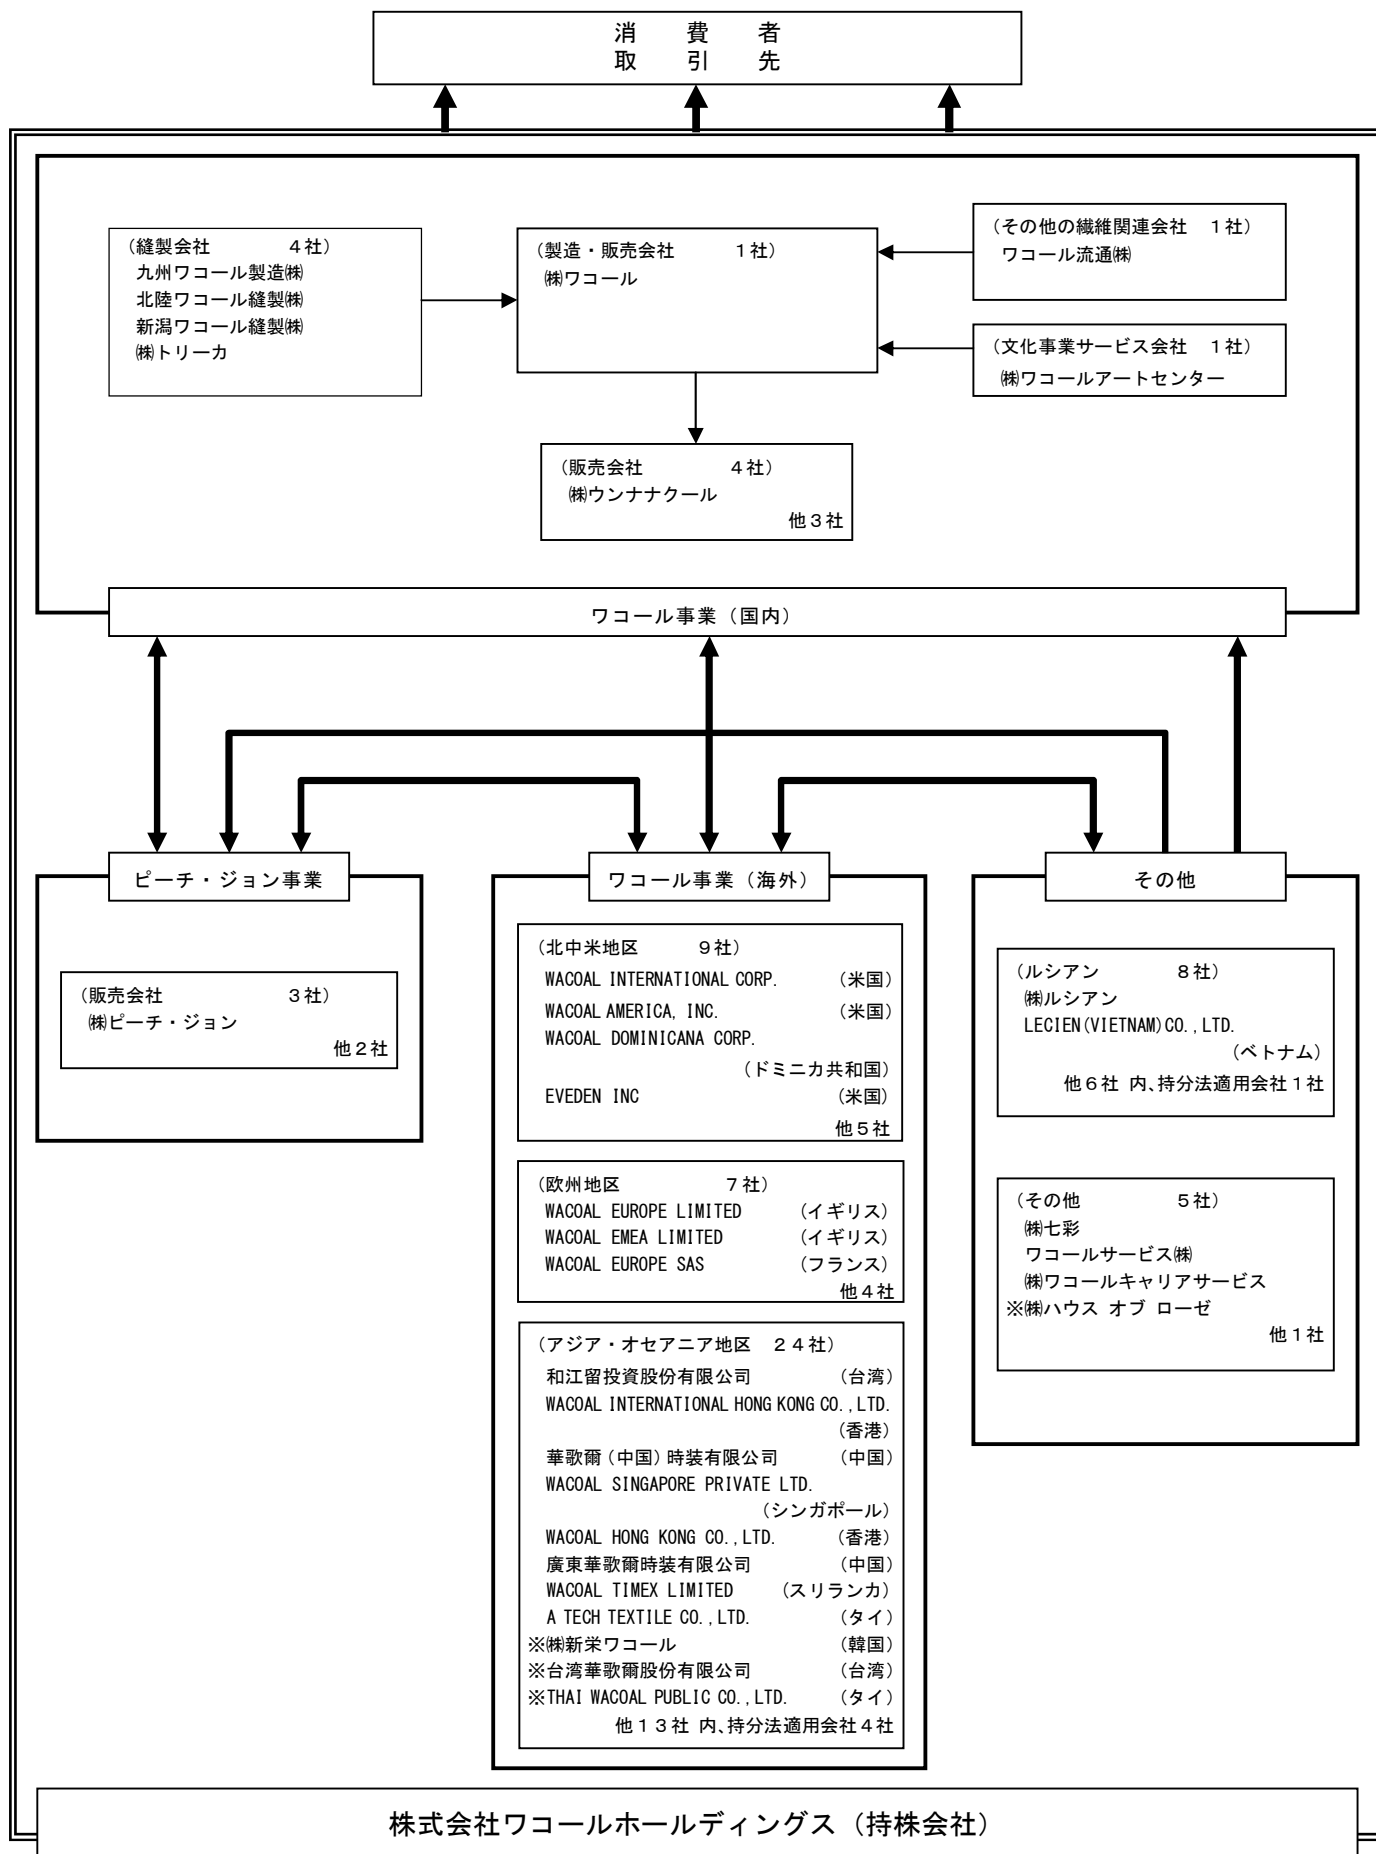 消　費　者
取　引　先
（縫製会社　４社）
九州ワコール製造㈱
北陸ワコール縫製㈱
新潟ワコール縫製㈱
㈱トリーカ
（製造・販売会社　１社）
㈱ワコール
（その他の繊維関連会社　１社）
ワコール流通㈱
（文化事業サービス会社　１社）
㈱ワコールアートセンター
（販売会社　４社）
㈱ウンナナクール
他３社
ワコール事業（国内）
ピーチ・ジョン事業
（販売会社　３社）
㈱ピーチ・ジョン
他２社
ワコール事業（海外）
（北中米地区　９社）
WACOAL INTERNATIONAL CORP.　（米国）
WACOAL AMERICA, INC.　（米国）
WACOAL DOMINICANA CORP.
（ドミニカ共和国）
EVEDEN INC　（米国）
他５社
（欧州地区　７社）
WACOAL EUROPE LIMITED　（イギリス）
WACOAL EMEA LIMITED　（イギリス）
WACOAL EUROPE SAS　（フランス）
他４社
（アジア・オセアニア地区　２４社）
和江留投資股份有限公司　（台湾）
WACOAL INTERNATIONAL HONG KONG CO.,LTD.
（香港）
華歌爾（中国）時装有限公司　（中国）
WACOAL SINGAPORE PRIVATE LTD.
（シンガポール）
WACOAL HONG KONG CO.,LTD.　（香港）
廣東華歌爾時装有限公司　（中国）
WACOAL TIMEX LIMITED　（スリランカ）
A TECH TEXTILE CO.,LTD.　（タイ）
※㈱新栄ワコール　（韓国）
※台湾華歌爾股份有限公司　（台湾）
※THAI WACOAL PUBLIC CO.,LTD.　（タイ）
他１３社 内、持分法適用会社４社
その他
（ルシアン　８社）
㈱ルシアン
LECIEN(VIETNAM)CO.,LTD.
（ベトナム）
他６社 内、持分法適用会社１社
（その他　５社）
㈱七彩
ワコールサービス㈱
㈱ワコールキャリアサービス
※㈱ハウス オブ ローゼ
他１社
株式会社ワコールホールディングス（持株会社）